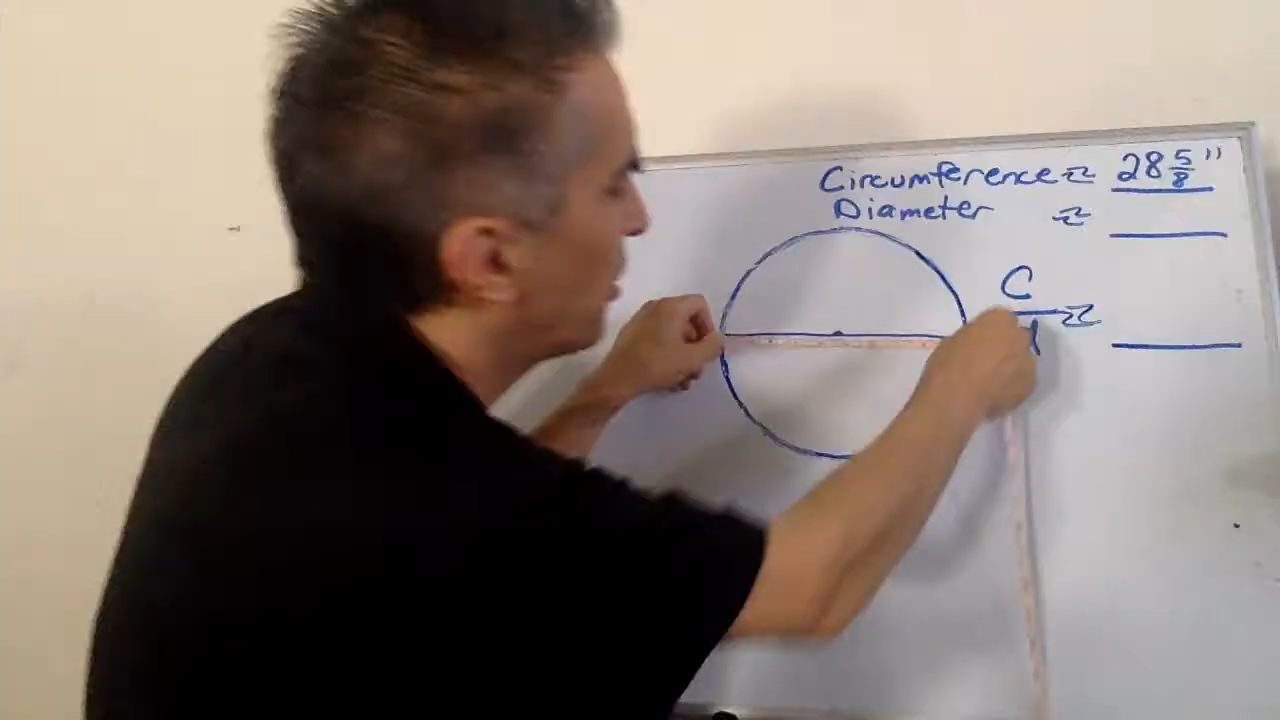 Circumference ≈ 28 5/8"
Diameter ≈
C
d ≈